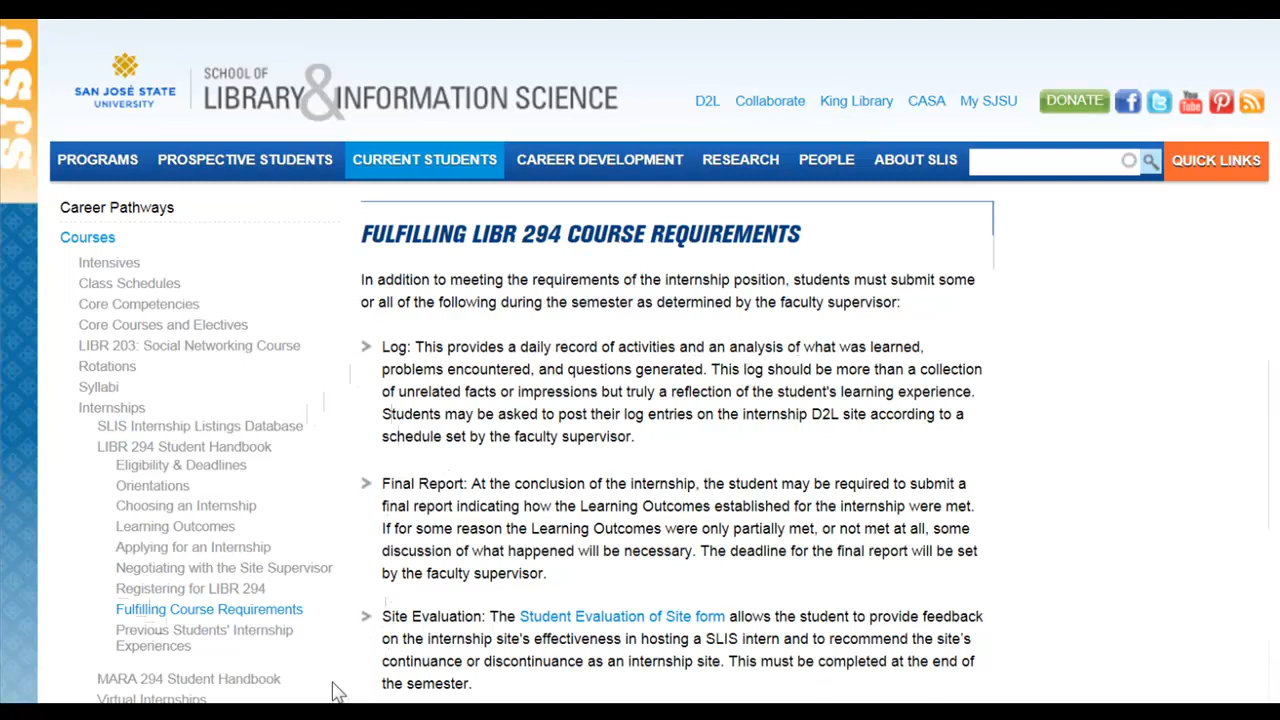 SJSU
SAN JOSÉ STATE
UNIVERSITY
SCHOOL OF
LIBRARY & INFORMATION SCIENCE
D2L Collaborate King Library CASA My SJSU DONATE f t You Tube P
PROGRAMS PROSPECTIVE STUDENTS CURRENT STUDENTS CAREER DEVELOPMENT RESEARCH PEOPLE ABOUT SLIS QUICK LINKS
Career Pathways
Courses
Intensives
Class Schedules
Core Competencies
Core Courses and Electives
LIBR 203: Social Networking Course
Rotations
Syllabi
Internships
SLIS Internship Listings Database
LIBR 294 Student Handbook
Eligibility & Deadlines
Orientations
Choosing an Internship
Learning Outcomes
Applying for an Internship
Negotiating with the Site Supervisor
Registering for LIBR 294
Fulfilling Course Requirements
Previous Students' Internship
Experiences
MARA 294 Student Handbook
Virtual Internships
FULFILLING LIBR 294 COURSE REQUIREMENTS
In addition to meeting the requirements of the internship position, students must submit some
or all of the following during the semester as determined by the faculty supervisor:
Log: This provides a daily record of activities and an analysis of what was learned,
problems encountered, and questions generated. This log should be more than a collection
of unrelated facts or impressions but truly a reflection of the student's learning experience.
Students may be asked to post their log entries on the internship D2L site according to a
schedule set by the faculty supervisor.
Final Report: At the conclusion of the internship, the student may be required to submit a
final report indicating how the Learning Outcomes established for the internship were met.
If for some reason the Learning Outcomes were only partially met, or not met at all, some
discussion of what happened will be necessary. The deadline for the final report will be set
by the faculty supervisor.
Site Evaluation: The Student Evaluation of Site form allows the student to provide feedback
on the internship site's effectiveness in hosting a SLIS intern and to recommend the site's
continuance or discontinuance as an internship site. This must be completed at the end of
the semester.